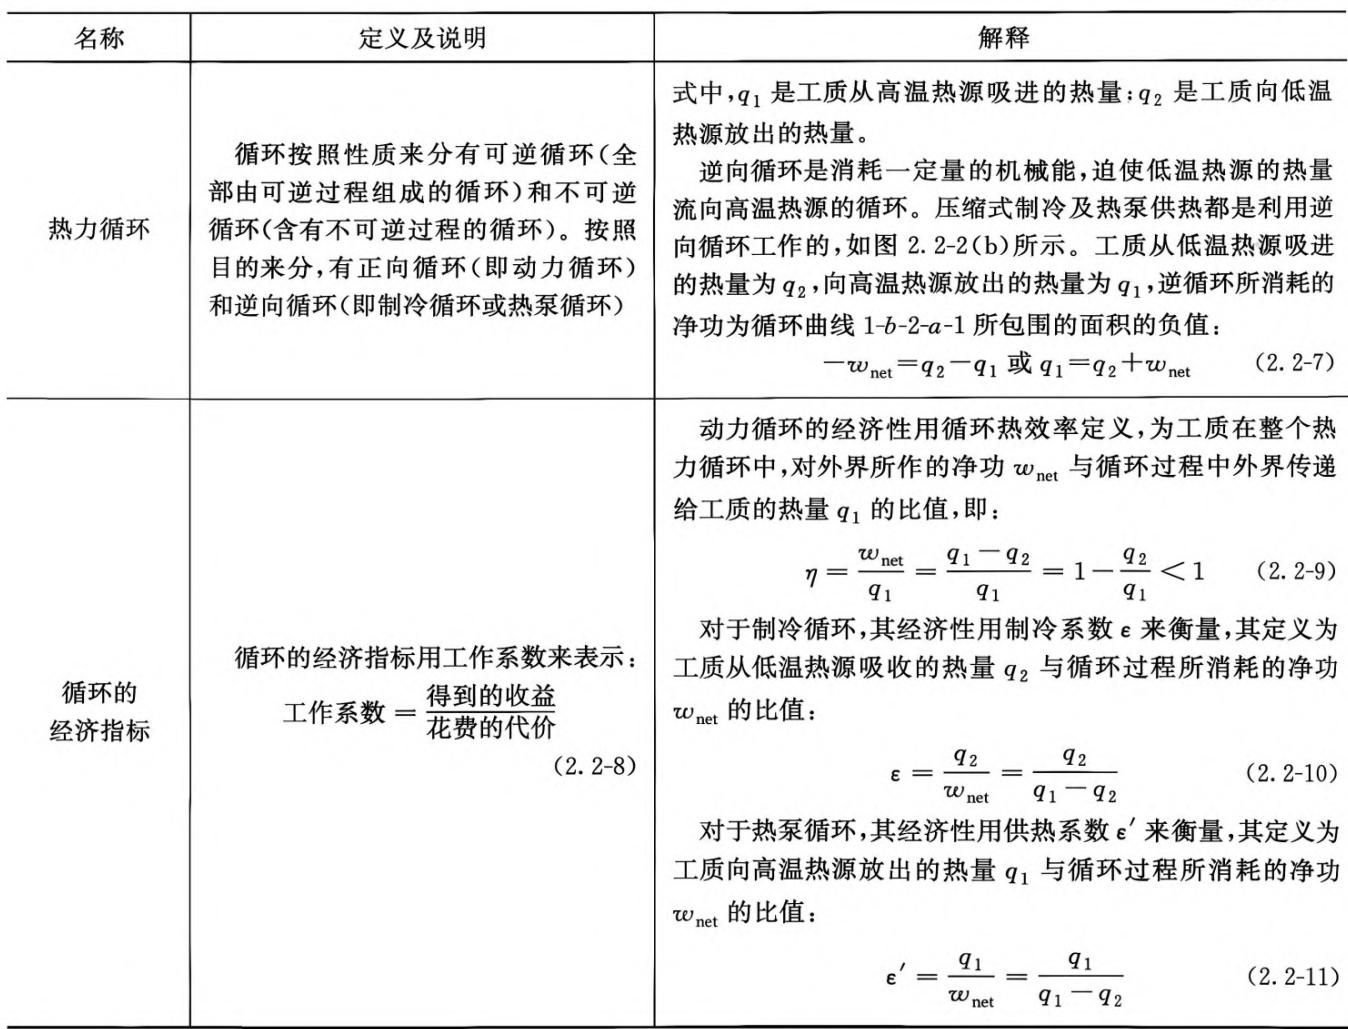 名称
定义及说明
解释
热力循环
循环按照性质来分有可逆循环(全
部由可逆过程组成的循环)和不可逆
循环(含有不可逆过程的循环)。按照
目的来分,有正向循环(即动力循环)
和逆向循环(即制冷循环或热泵循环)
式中,q₁ 是工质从高温热源吸进的热量;q₂ 是工质向低温
热源放出的热量。
逆向循环是消耗一定量的机械能,迫使低温热源的热量
流向高温热源的循环。压缩式制冷及热泵供热都是利用逆
向循环工作的,如图 2.2-2(b)所示。工质从低温热源吸进
的热量为 q₂,向高温热源放出的热量为 q₁,逆循环所消耗的
净功为循环曲线 1-b-2-a-1 所包围的面积的负值:
−w_net=q₂−q₁ 或 q₁=q₂+w_net (2.2-7)
循环的
经济指标
循环的经济指标用工作系数来表示:
工作系数 = 得到的收益/花费的代价
(2.2-8)
动力循环的经济性用循环热效率定义,为工质在整个热
力循环中,对外界所作的净功 w_net 与循环过程中外界传递
给工质的热量 q₁ 的比值,即:
η = w_net/q₁ = (q₁−q₂)/q₁ = 1−q₂/q₁ < 1 (2.2-9)
对于制冷循环,其经济性用制冷系数 ε 来衡量,其定义为
工质从低温热源吸收的热量 q₂ 与循环过程所消耗的净功
w_net 的比值:
ε = q₂/w_net = q₂/(q₁−q₂) (2.2-10)
对于热泵循环,其经济性用供热系数 ε′ 来衡量,其定义为
工质向高温热源放出的热量 q₁ 与循环过程所消耗的净功
w_net 的比值:
ε′ = q₁/w_net = q₁/(q₁−q₂) (2.2-11)